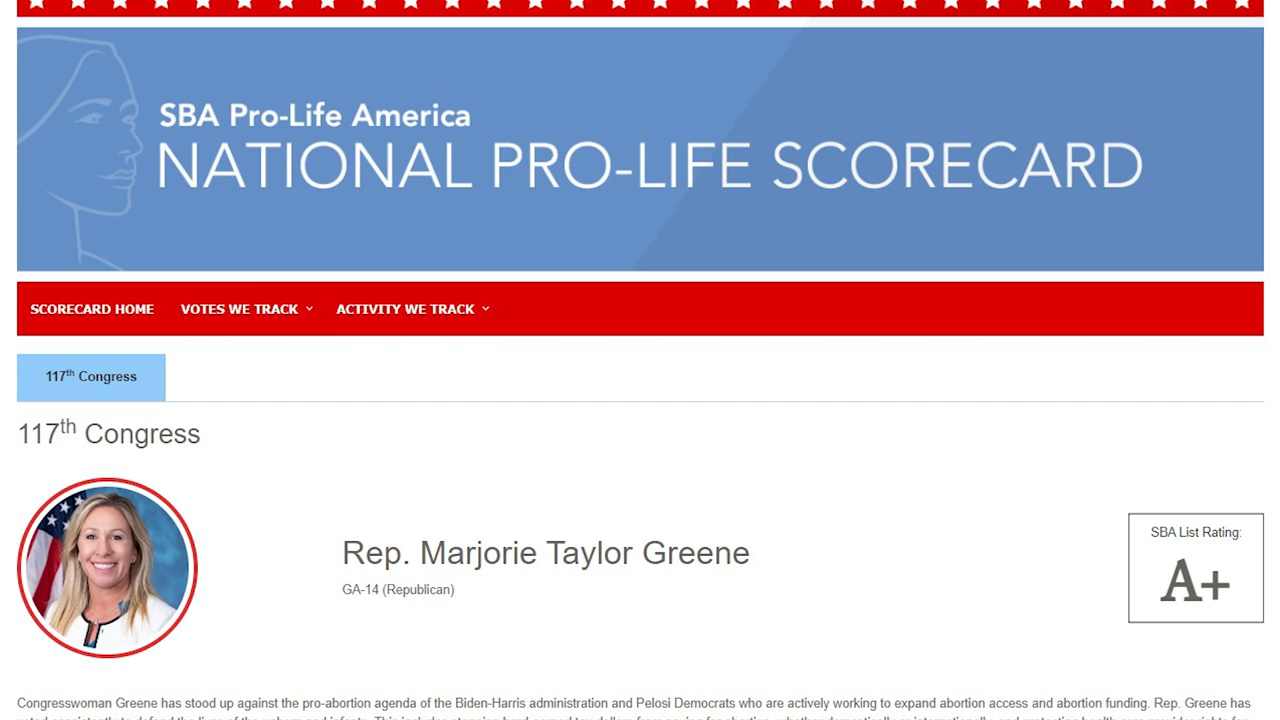 SBA Pro-Life America
NATIONAL PRO-LIFE SCORECARD
SCORECARD HOME VOTES WE TRACK ACTIVITY WE TRACK
117th Congress
117th Congress
SBA List Rating:
A+
Rep. Marjorie Taylor Greene
GA-14 (Republican)
Congresswoman Greene has stood up against the pro-abortion agenda of the Biden-Harris administration and Pelosi Democrats who are actively working to expand abortion access and abortion funding. Rep. Greene has